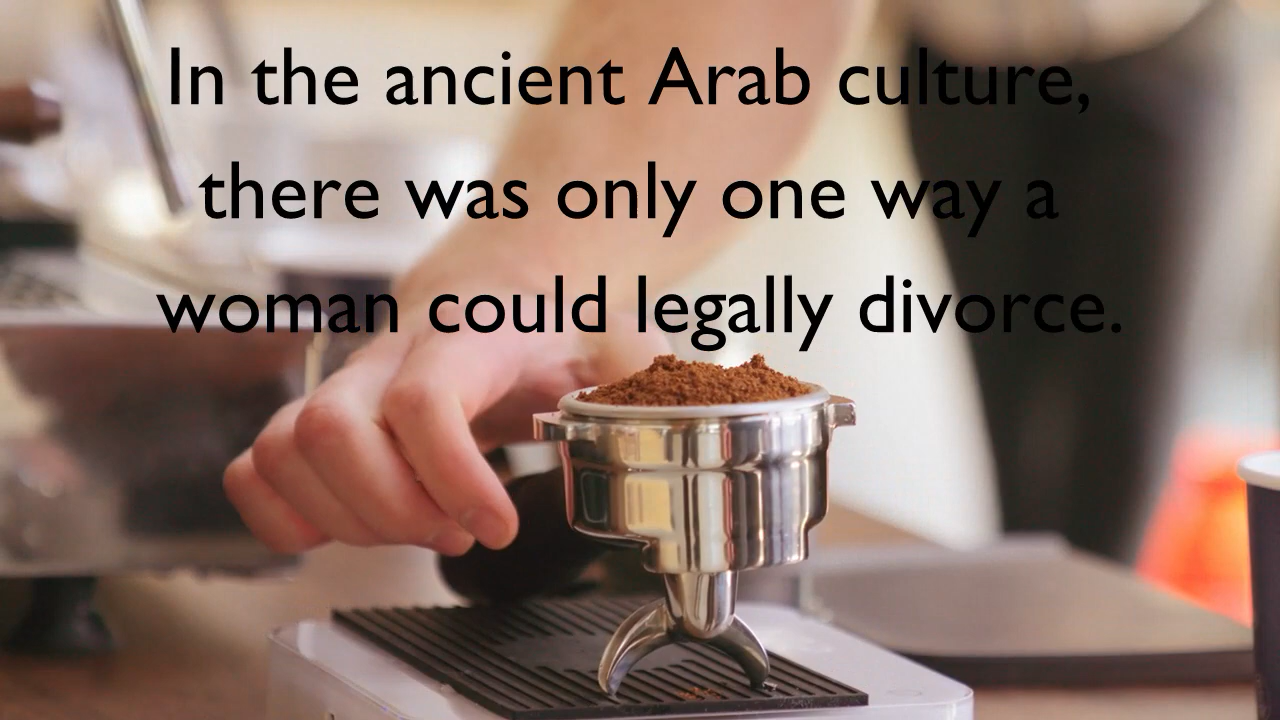 In the ancient Arab culture,
there was only one way a
woman could legally divorce.